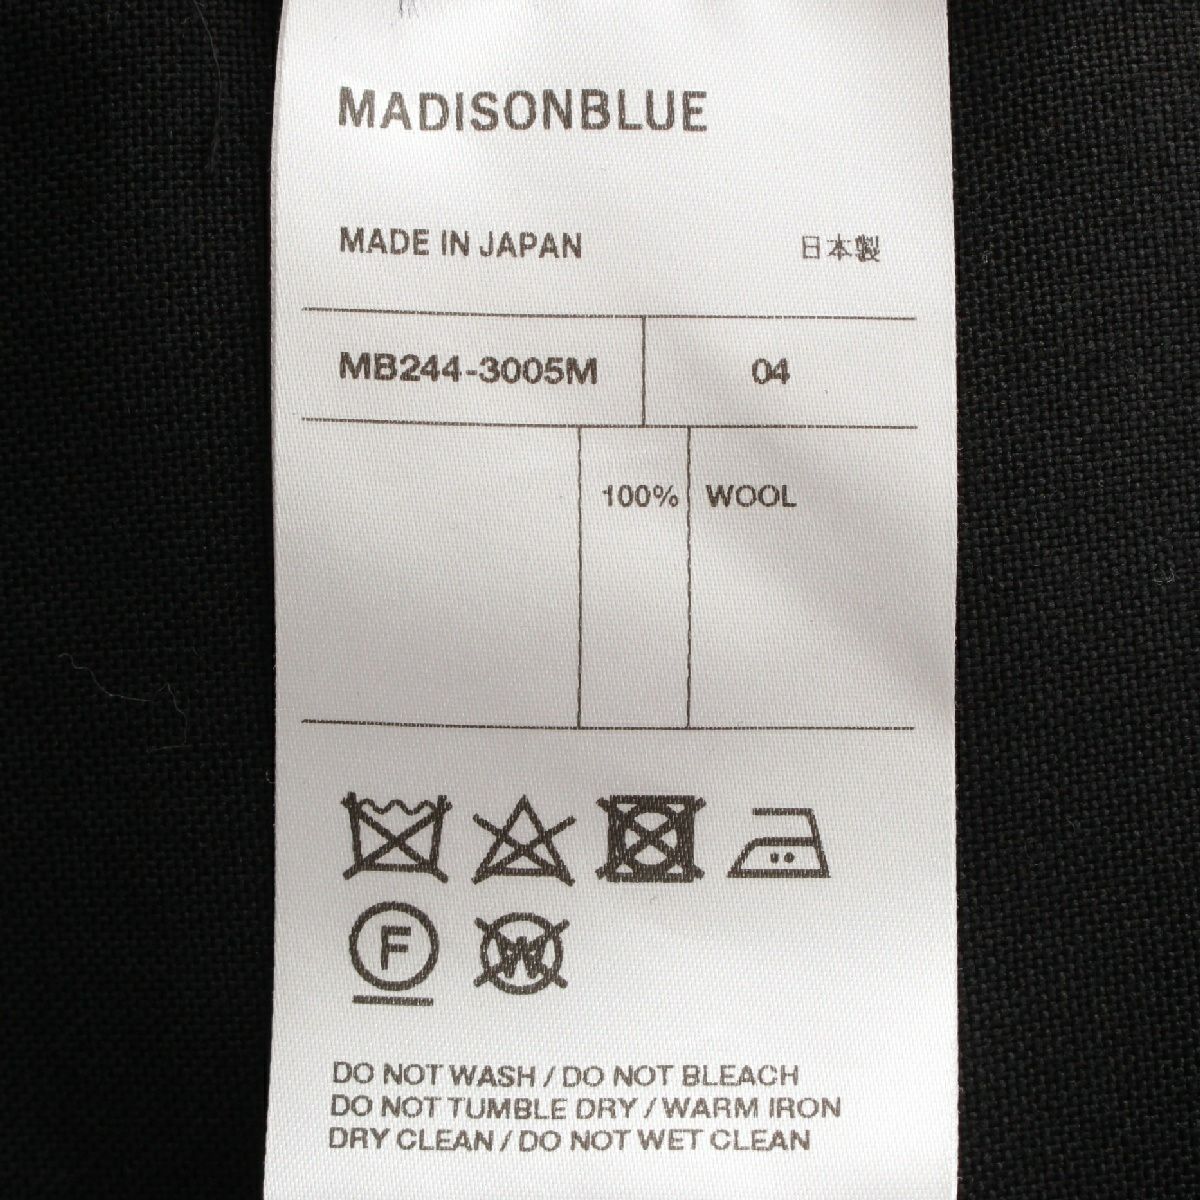 MADISONBLUE
MADE IN JAPAN 日本製
MB244-3005M 04
100% WOOL
F
W
DO NOT WASH / DO NOT BLEACH
DO NOT TUMBLE DRY / WARM IRON
DRY CLEAN / DO NOT WET CLEAN